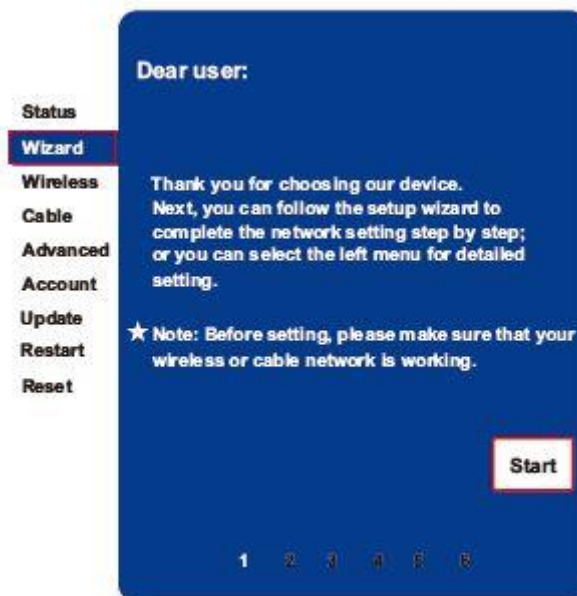 Dear user:
Status
Wizard
Wireless
Cable
Advanced
Account
Update
Restart
Reset
Thank you for choosing our device.
Next, you can follow the setup wizard to
complete the network setting step by step;
or you can select the left menu for detailed
setting.
★ Note: Before setting, please make sure that your
wireless or cable network is working.
Start
1 2 3 4 5 6